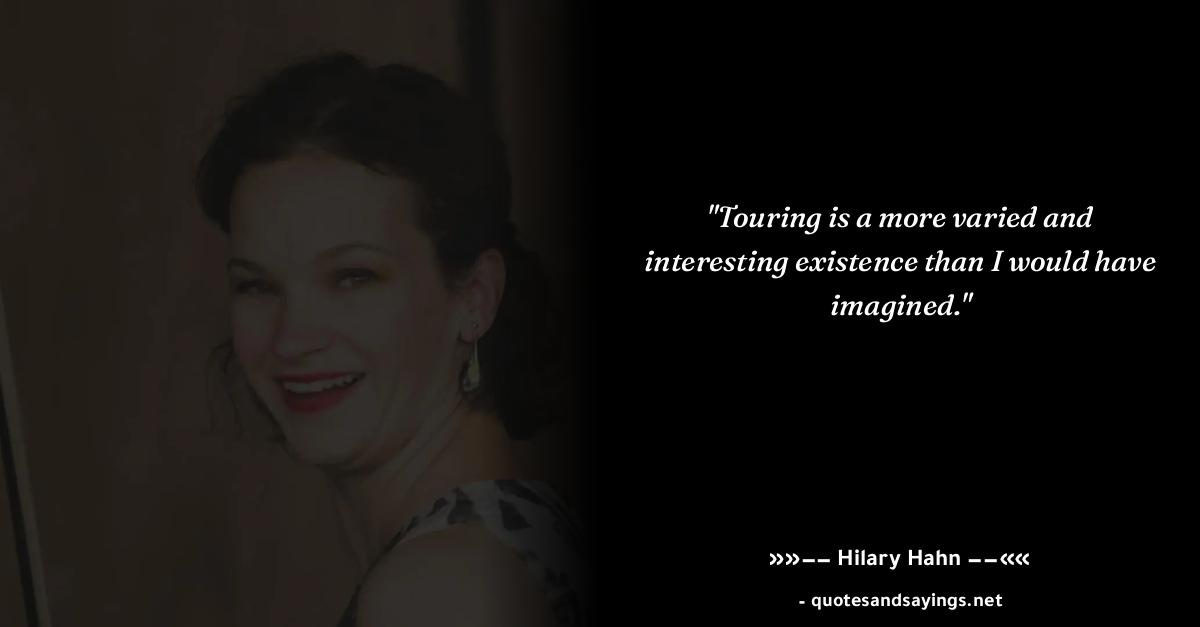 "Touring is a more varied and
interesting existence than I would have
imagined."
»»−− Hilary Hahn −−««
- quotesandsayings.net